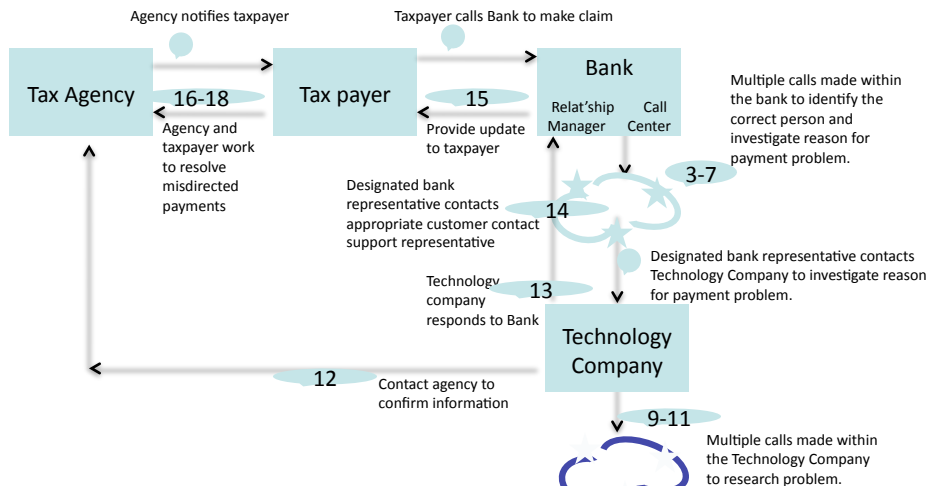 Agency notifies taxpayer
Taxpayer calls Bank to make claim
Tax Agency
16-18
Tax payer
15
Bank
Relat'ship
Manager
Call
Center
Agency and
taxpayer work
to resolve
misdirected
payments
Provide update
to taxpayer
Multiple calls made within
the bank to identify the
correct person and
investigate reason for
payment problem.
3-7
Designated bank
representative contacts
appropriate customer contact
support representative
14
Designated bank representative contacts
Technology Company to investigate reason
for payment problem.
Technology
company
responds to Bank
13
Technology
Company
12
Contact agency to
confirm information
9-11
Multiple calls made within
the Technology Company
to research problem.